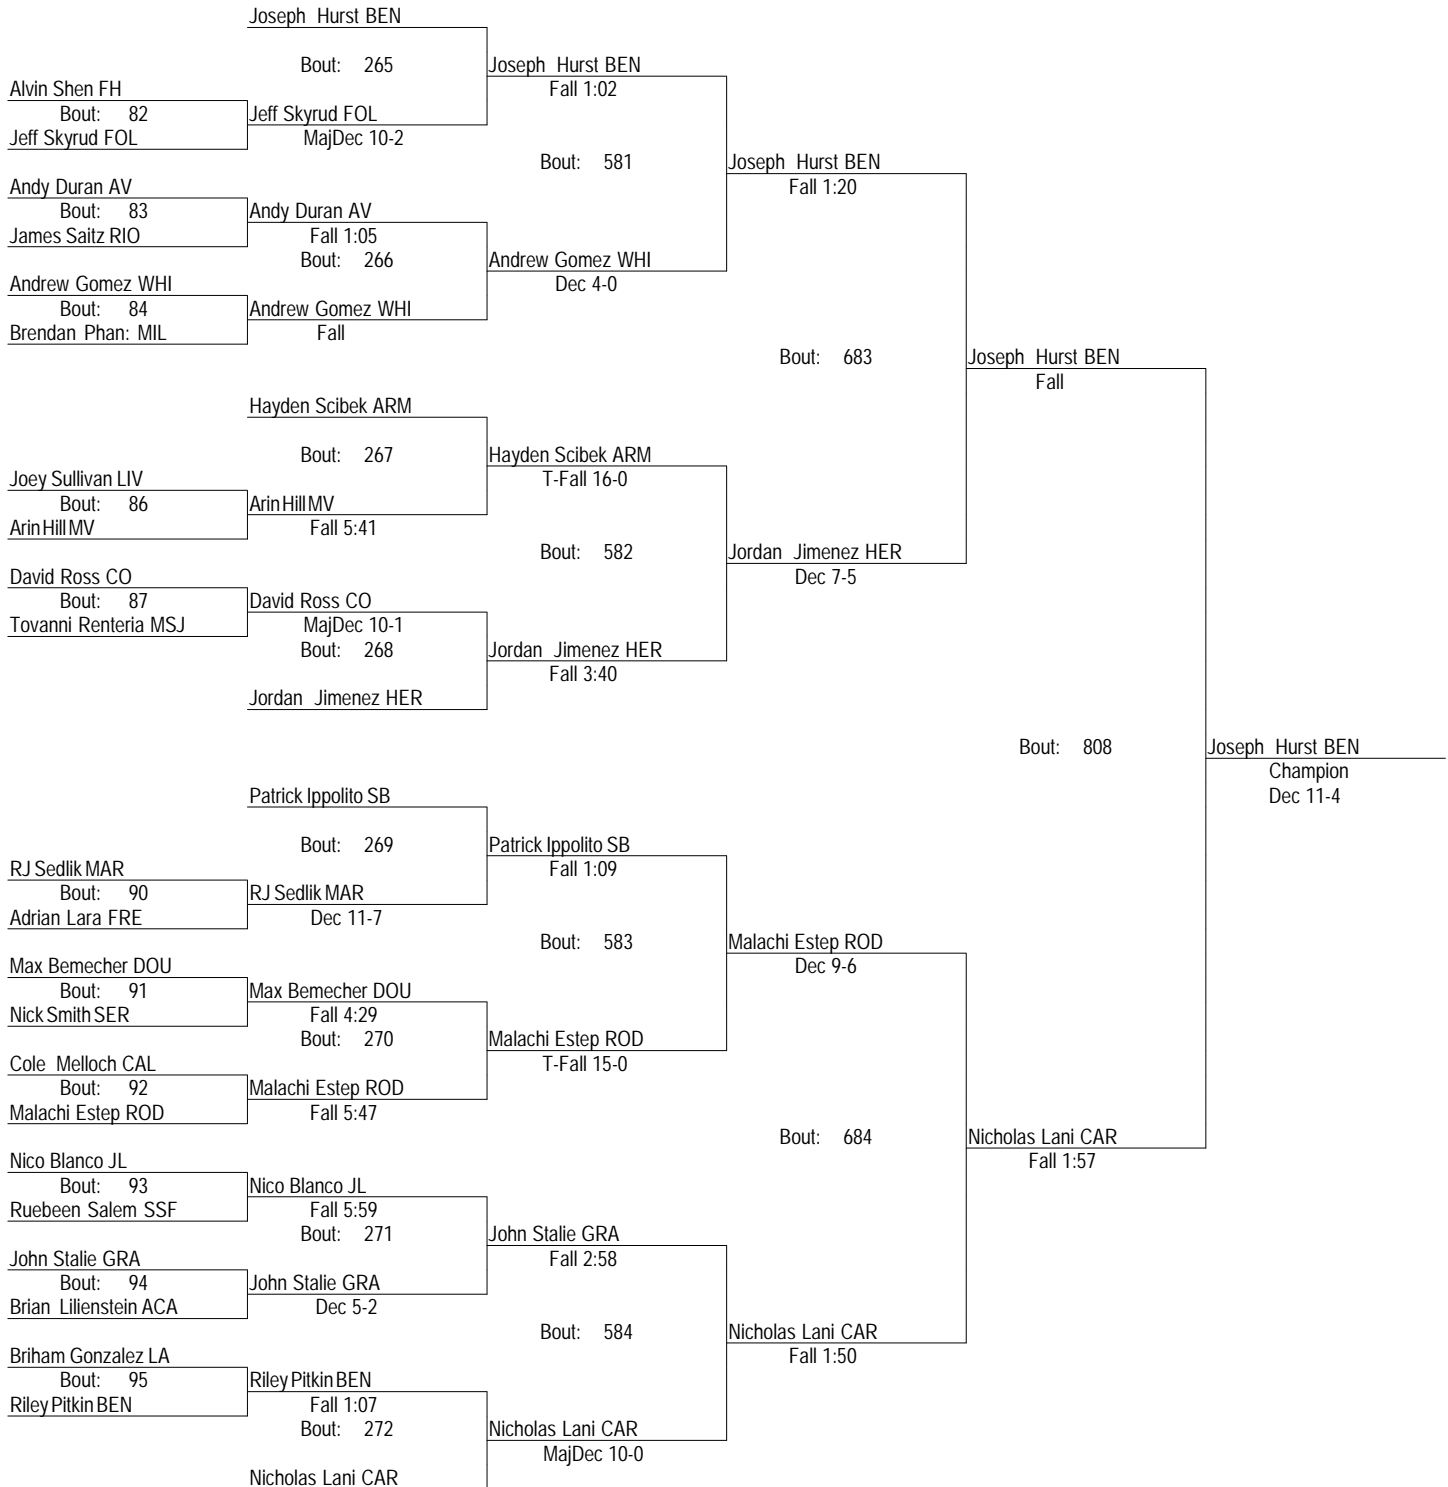 Joseph Hurst BEN
Bout: 265
Joseph Hurst BEN
Alvin Shen FH
Fall 1:02
Bout: 82
Jeff Skyrud FOL
Jeff Skyrud FOL
MajDec 10-2
Bout: 581
Joseph Hurst BEN
Andy Duran AV
Fall 1:20
Bout: 83
Andy Duran AV
James Saitz RIO
Fall 1:05
Bout: 266
Andrew Gomez WHI
Andrew Gomez WHI
Dec 4-0
Bout: 84
Andrew Gomez WHI
Brendan Phan: MIL
Fall
Bout: 683
Joseph Hurst BEN
Fall
Hayden Scibek ARM
Bout: 267
Hayden Scibek ARM
Joey Sullivan LIV
T-Fall 16-0
Bout: 86
Arin Hill MV
Arin Hill MV
Fall 5:41
Bout: 582
Jordan Jimenez HER
David Ross CO
Dec 7-5
Bout: 87
David Ross CO
Tovanni Renteria MSJ
MajDec 10-1
Bout: 268
Jordan Jimenez HER
Fall 3:40
Jordan Jimenez HER
Bout: 808
Joseph Hurst BEN
Champion
Dec 11-4
Patrick Ippolito SB
Bout: 269
Patrick Ippolito SB
RJ Sedlik MAR
Fall 1:09
Bout: 90
RJ Sedlik MAR
Adrian Lara FRE
Dec 11-7
Bout: 583
Malachi Estep ROD
Max Bemecher DOU
Dec 9-6
Bout: 91
Max Bemecher DOU
Nick Smith SER
Fall 4:29
Bout: 270
Malachi Estep ROD
Cole Melloch CAL
T-Fall 15-0
Bout: 92
Malachi Estep ROD
Malachi Estep ROD
Fall 5:47
Bout: 684
Nicholas Lani CAR
Nico Blanco JL
Fall 1:57
Bout: 93
Nico Blanco JL
Ruebeen Salem SSF
Fall 5:59
Bout: 271
John Stalie GRA
John Stalie GRA
Fall 2:58
Bout: 94
John Stalie GRA
Brian Lilienstein ACA
Dec 5-2
Bout: 584
Nicholas Lani CAR
Briham Gonzalez LA
Fall 1:50
Bout: 95
Riley Pitkin BEN
Riley Pitkin BEN
Fall 1:07
Bout: 272
Nicholas Lani CAR
MajDec 10-0
Nicholas Lani CAR